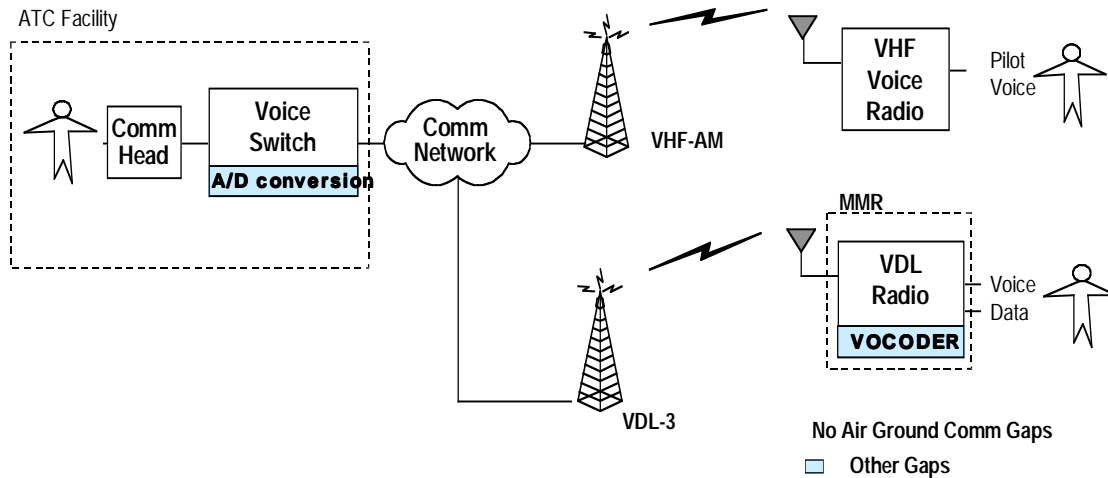 ATC Facility
Comm
Head
Voice
Switch
A/D conversion
Comm
Network
VHF-AM
VHF
Voice
Radio
Pilot
Voice
MMR
VDL
Radio
VOCODER
Voice
Data
VDL-3
No Air Ground Comm Gaps
Other Gaps